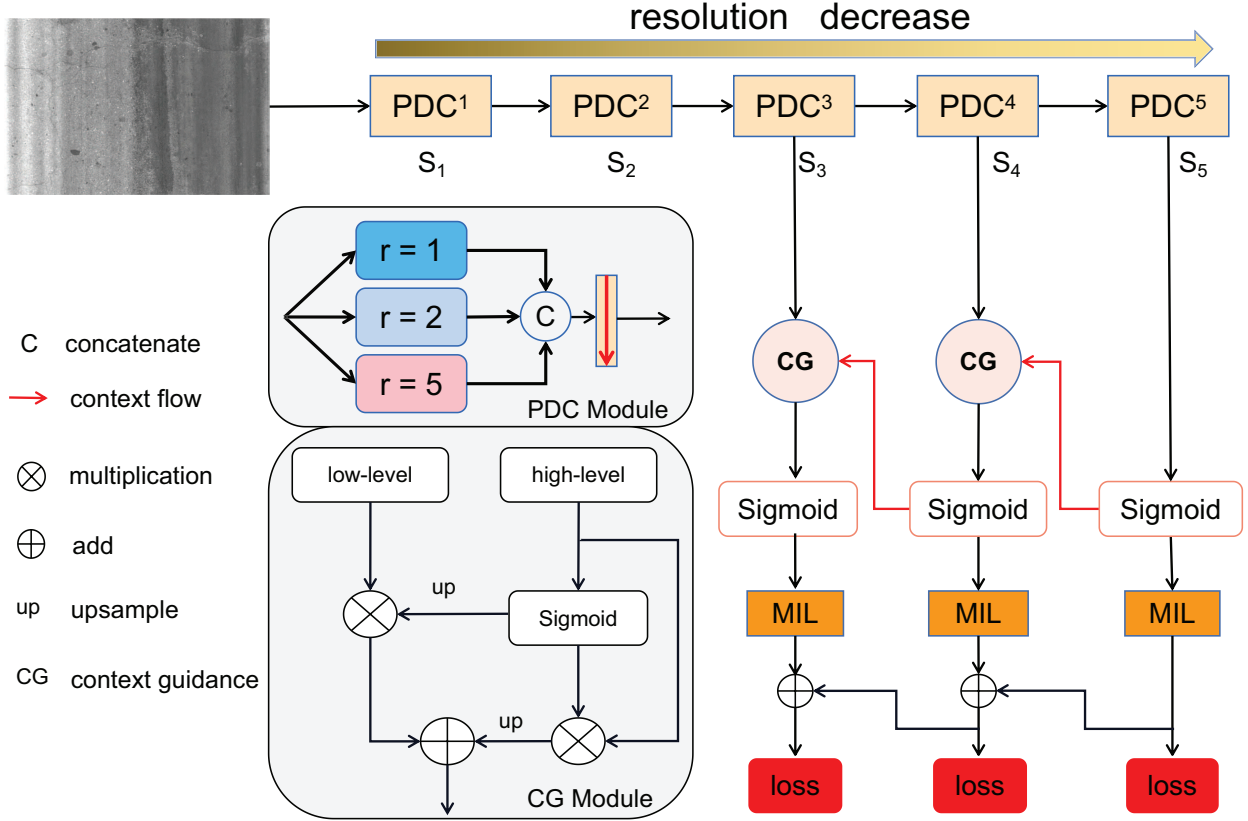 resolution decrease
PDC¹
PDC²
PDC³
PDC⁴
PDC⁵
S₁
S₂
S₃
S₄
S₅
r = 1
r = 2
r = 5
C
PDC Module
C concatenate
context flow
multiplication
add
up upsample
CG context guidance
low-level
high-level
up
Sigmoid
up
CG Module
CG
CG
Sigmoid
Sigmoid
Sigmoid
MIL
MIL
MIL
loss
loss
loss